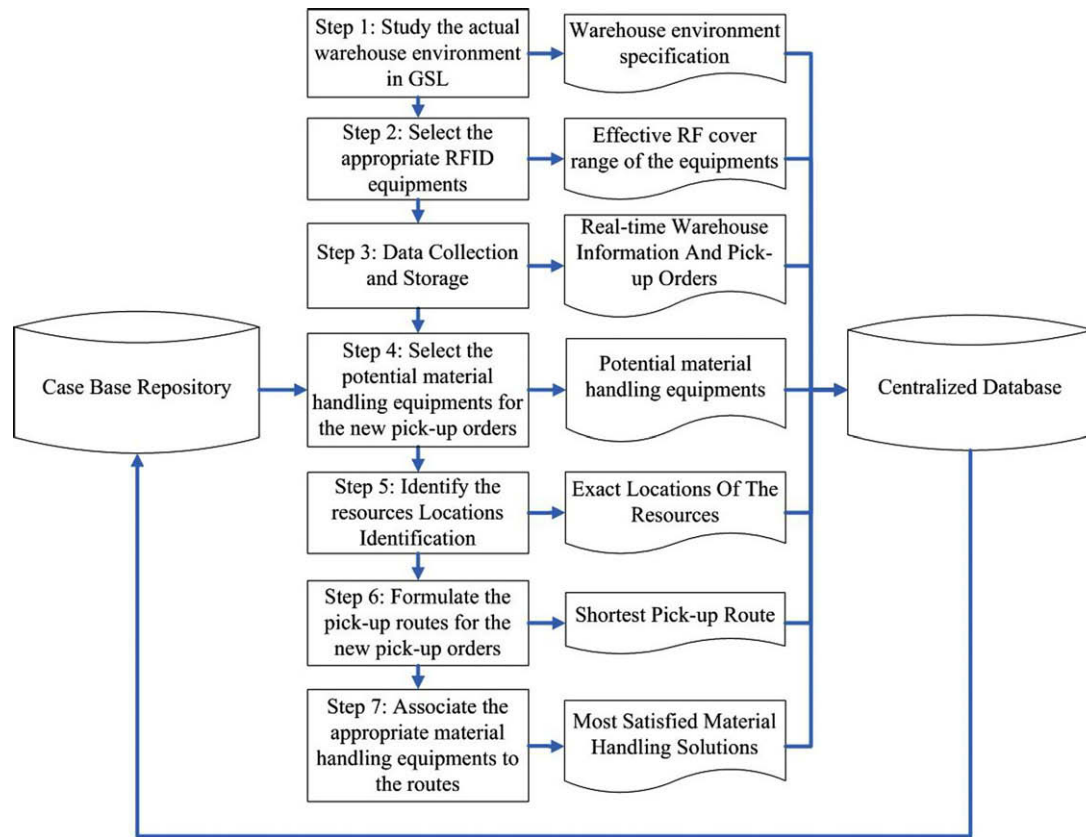 Step 1: Study the
actual warehouse
environment
in GSL
Warehouse environment
specification
Step 2: Select the
appropriate RFID
equipments
Effective RF cover
range of the equipments
Step 3: Data Collection
and Storage
Real-time Warehouse
Information And Pick-
up Orders
Case Base Repository
Step 4: Select the
potential material
handling equipments for
the new pick-up orders
Potential material
handling equipments
Centralized Database
Step 5: Identify the
resources Locations
Identification
Exact Locations Of The
Resources
Step 6: Formulate the
pick-up routes for the
new pick-up orders
Shortest Pick-up Route
Step 7: Associate the
appropriate material
handling equipments to
the routes
Most Satisfied Material
Handling Solutions